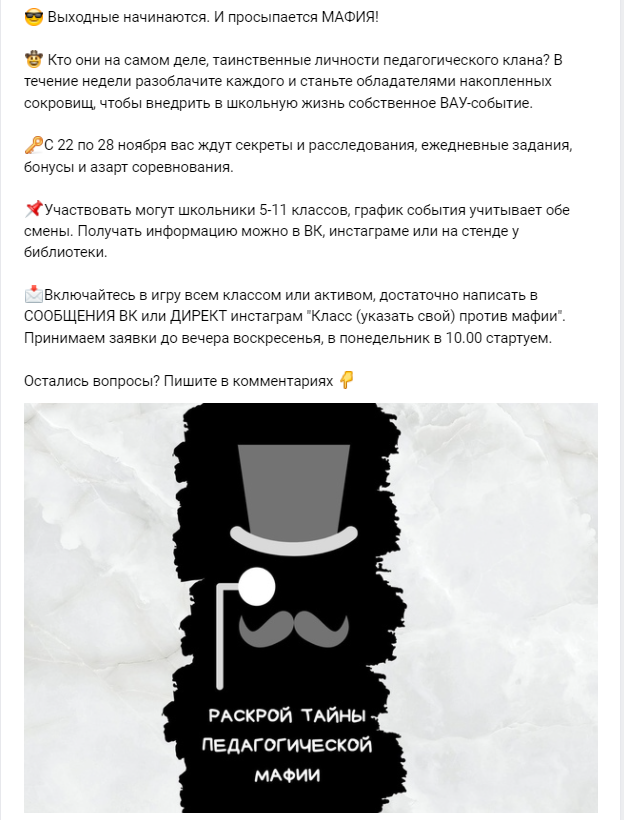 😎 Выходные начинаются. И просыпается МАФИЯ!
🤠 Кто они на самом деле, таинственные личности педагогического клана? В
течение недели разоблачите каждого и станьте обладателями накопленных
сокровищ, чтобы внедрить в школьную жизнь собственное ВАУ-событие.
🔑С 22 по 28 ноября вас ждут секреты и расследования, ежедневные задания,
бонусы и азарт соревнования.
📌Участвовать могут школьники 5-11 классов, график события учитывает обе
смены. Получать информацию можно в ВК, инстаграме или на стенде у
библиотеки.
📩Включайтесь в игру всем классом или активом, достаточно написать в
СООБЩЕНИЯ ВК или ДИРЕКТ инстаграм "Класс (указать свой) против мафии".
Принимаем заявки до вечера воскресенья, в понедельник в 10.00 стартуем.
Остались вопросы? Пишите в комментариях 👇
РАСКРОЙ ТАЙНЫ
ПЕДАГОГИЧЕСКОЙ
МАФИИ